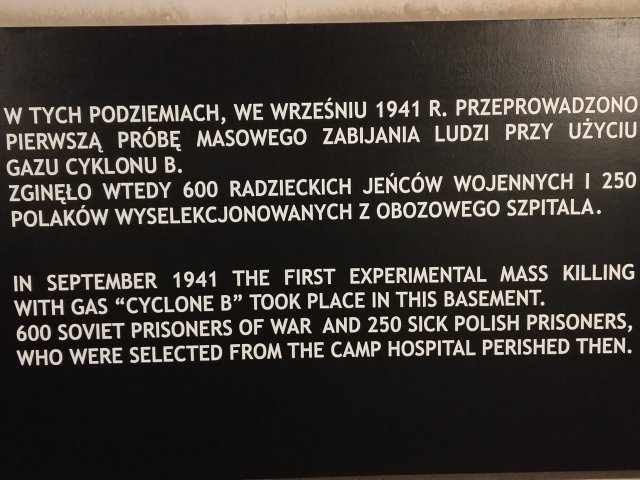 W TYCH PODZIEMIACH, WE WRZEŚNIU 1941 R. PRZEPROWADZONO
PIERWSZĄ PRÓBĘ MASOWEGO ZABIJANIA LUDZI PRZY UŻYCIU
GAZU CYKLONU B.
ZGINĘŁO WTEDY 600 RADZIECKICH JEŃCÓW WOJENNYCH I 250
POLAKÓW WYSELEKCJONOWANYCH Z OBOZOWEGO SZPITALA.
IN SEPTEMBER 1941 THE FIRST EXPERIMENTAL MASS KILLING
WITH GAS “CYCLONE B” TOOK PLACE IN THIS BASEMENT.
600 SOVIET PRISONERS OF WAR AND 250 SICK POLISH PRISONERS,
WHO WERE SELECTED FROM THE CAMP HOSPITAL PERISHED THEN.